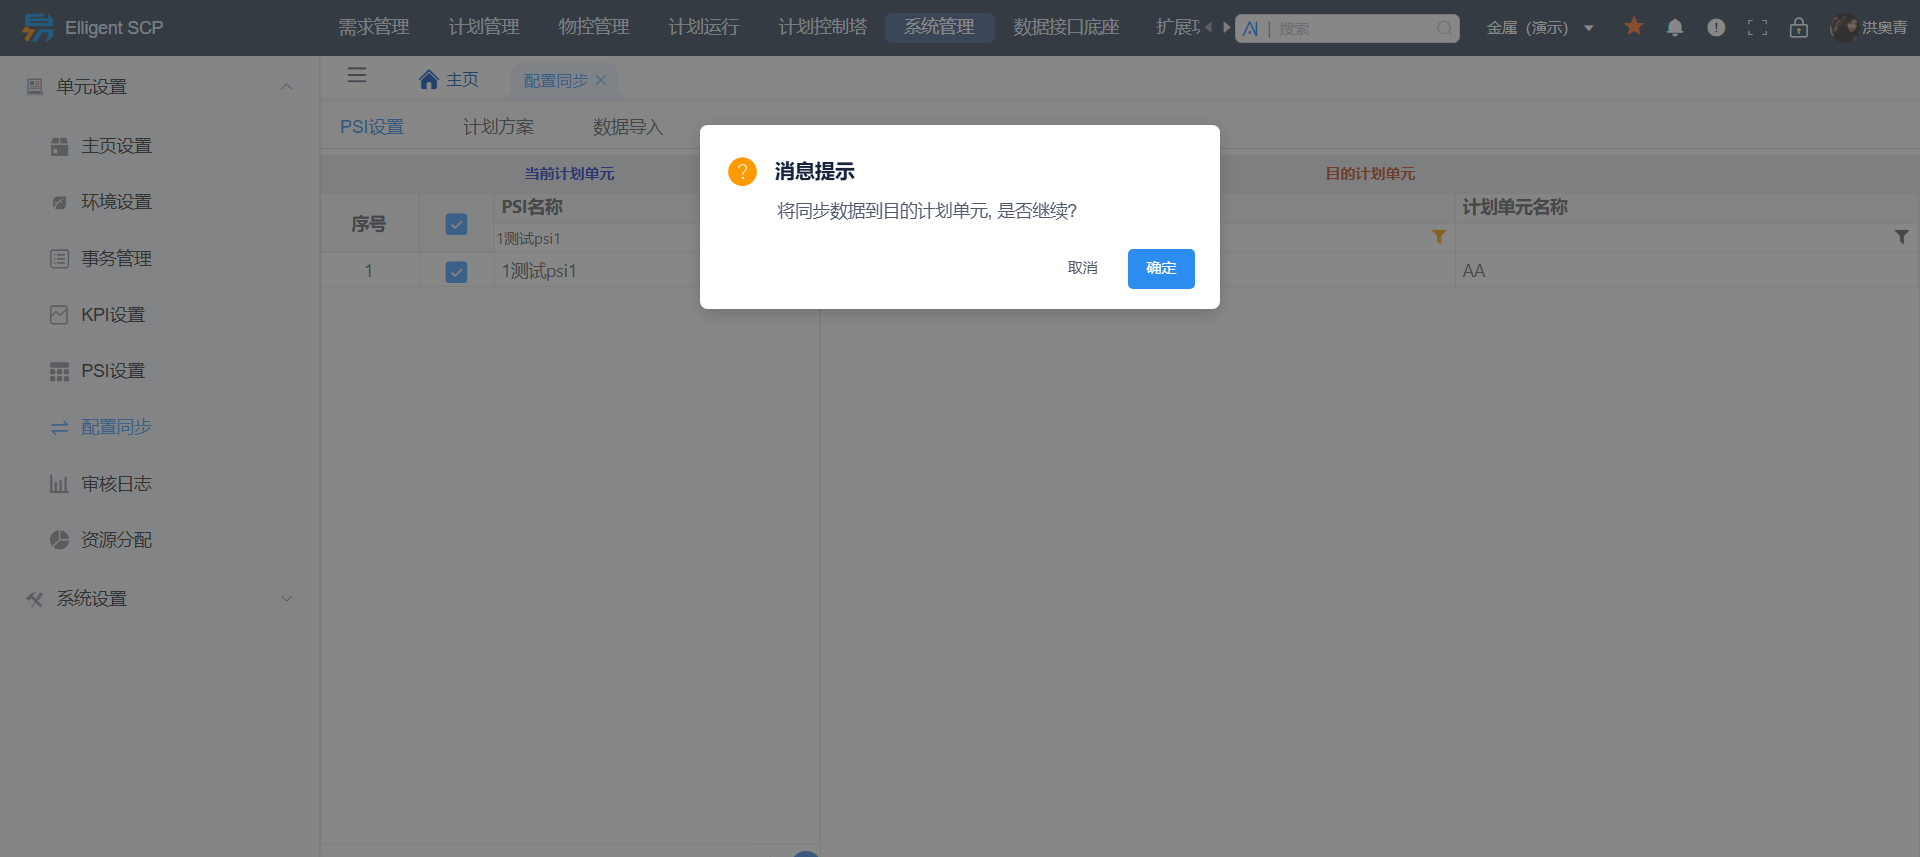 Elligent SCP
需求管理
计划管理
物控管理
计划运行
计划控制塔
系统管理
数据接口底座
扩展
搜索
金属（演示）
洪奥青
单元设置
主页设置
环境设置
事务管理
KPI设置
PSI设置
配置同步
审核日志
资源分配
系统设置
主页
配置同步
PSI设置
计划方案
数据导入
当前计划单元
目的计划单元
序号
PSI名称
1测试psi1
计划单元名称
1
1测试psi1
AA
消息提示
将同步数据到目的计划单元, 是否继续?
取消
确定